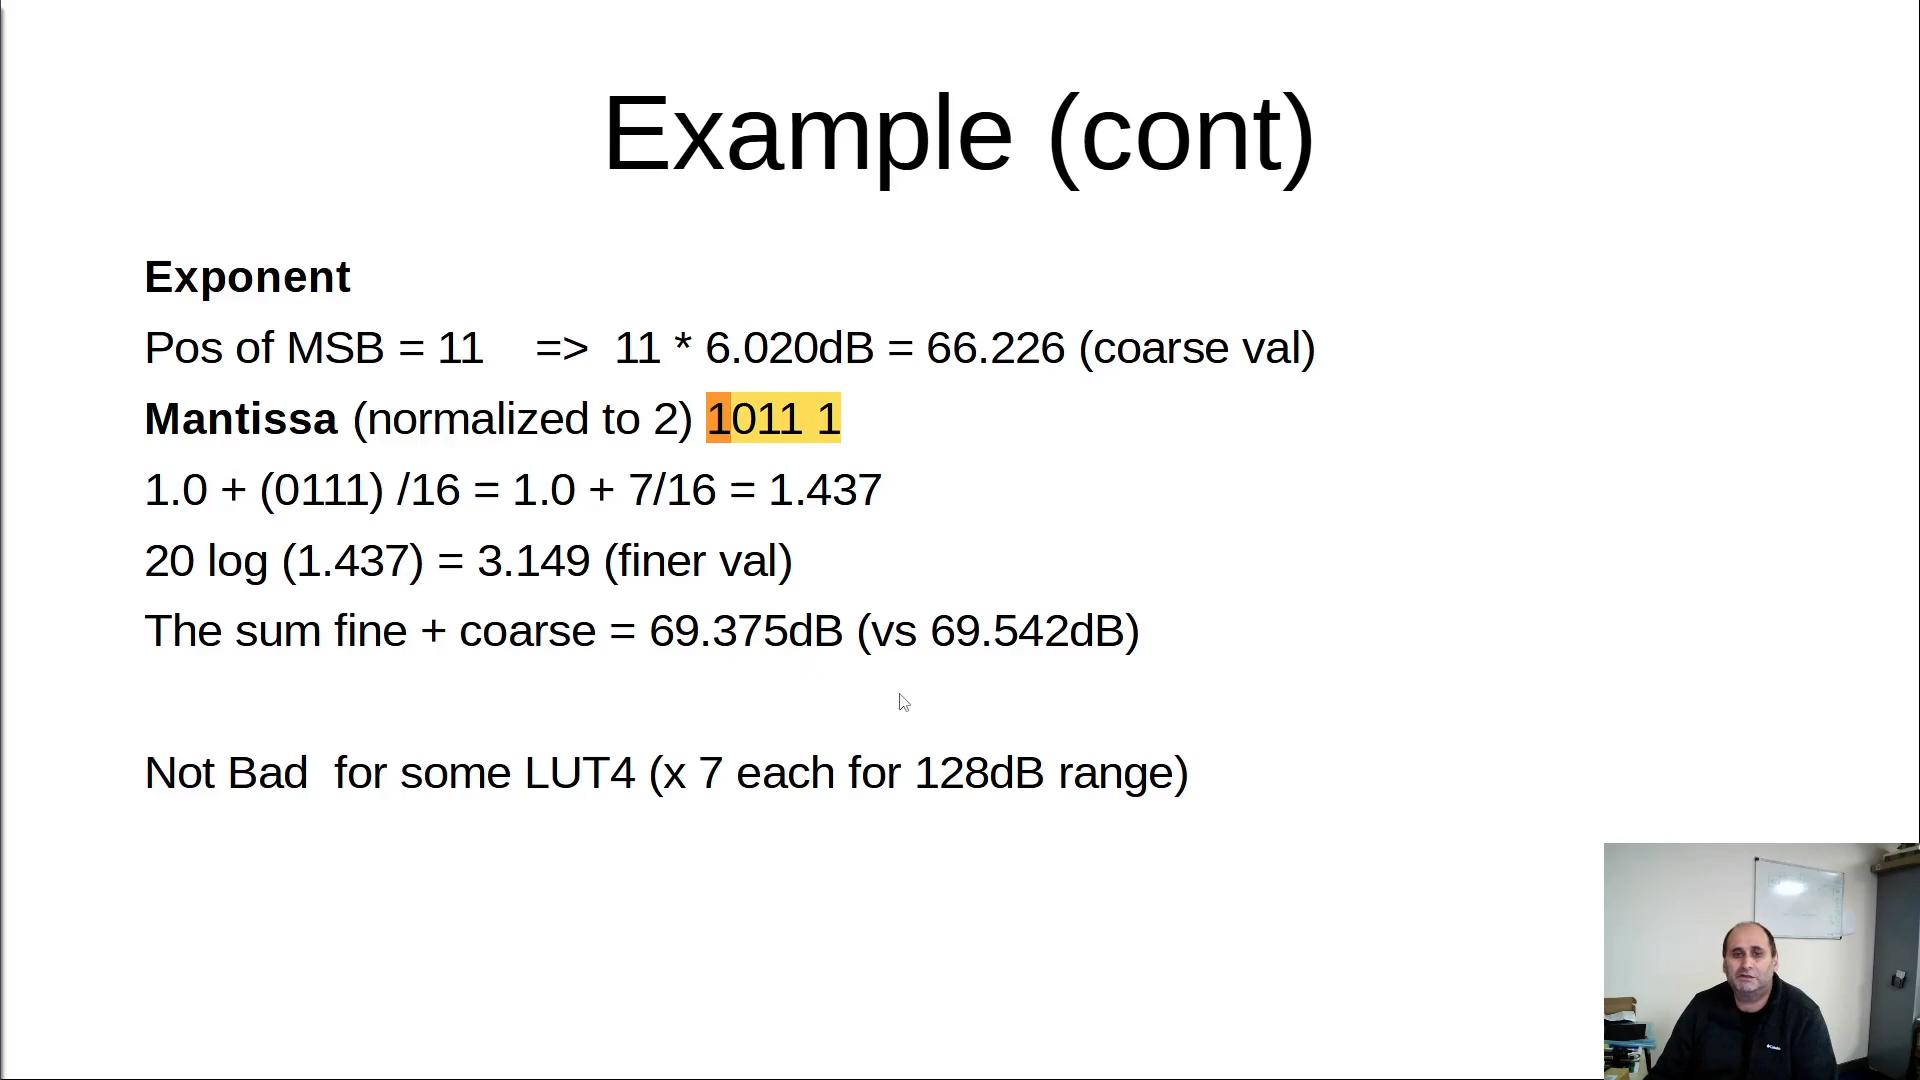 Example (cont)
Exponent
Pos of MSB = 11 => 11 * 6.020dB = 66.226 (coarse val)
Mantissa (normalized to 2) 1011 1
1.0 + (0111) /16 = 1.0 + 7/16 = 1.437
20 log (1.437) = 3.149 (finer val)
The sum fine + coarse = 69.375dB (vs 69.542dB)
Not Bad for some LUT4 (x 7 each for 128dB range)